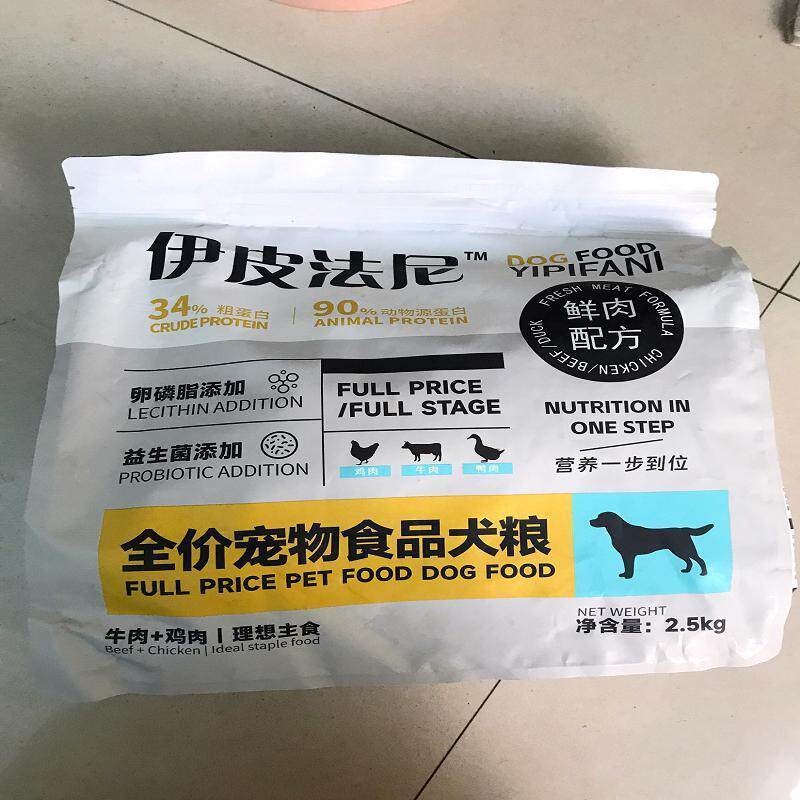 伊皮法尼™
DOG FOOD
YIPIFANI
34% 粗蛋白
CRUDE PROTEIN
90% 动物源蛋白
ANIMAL PROTEIN
FRESH MEAT FORMULA
鲜肉
配方
CHICKEN/BEEF/DUCK
卵磷脂添加
LECITHIN ADDITION
益生菌添加
PROBIOTIC ADDITION
FULL PRICE
/FULL STAGE
鸡肉 牛肉 鸭肉
NUTRITION IN
ONE STEP
营养一步到位
全价宠物食品犬粮
FULL PRICE PET FOOD DOG FOOD
牛肉+鸡肉 | 理想主食
Beef + Chicken | Ideal staple food
NET WEIGHT
净含量：2.5kg